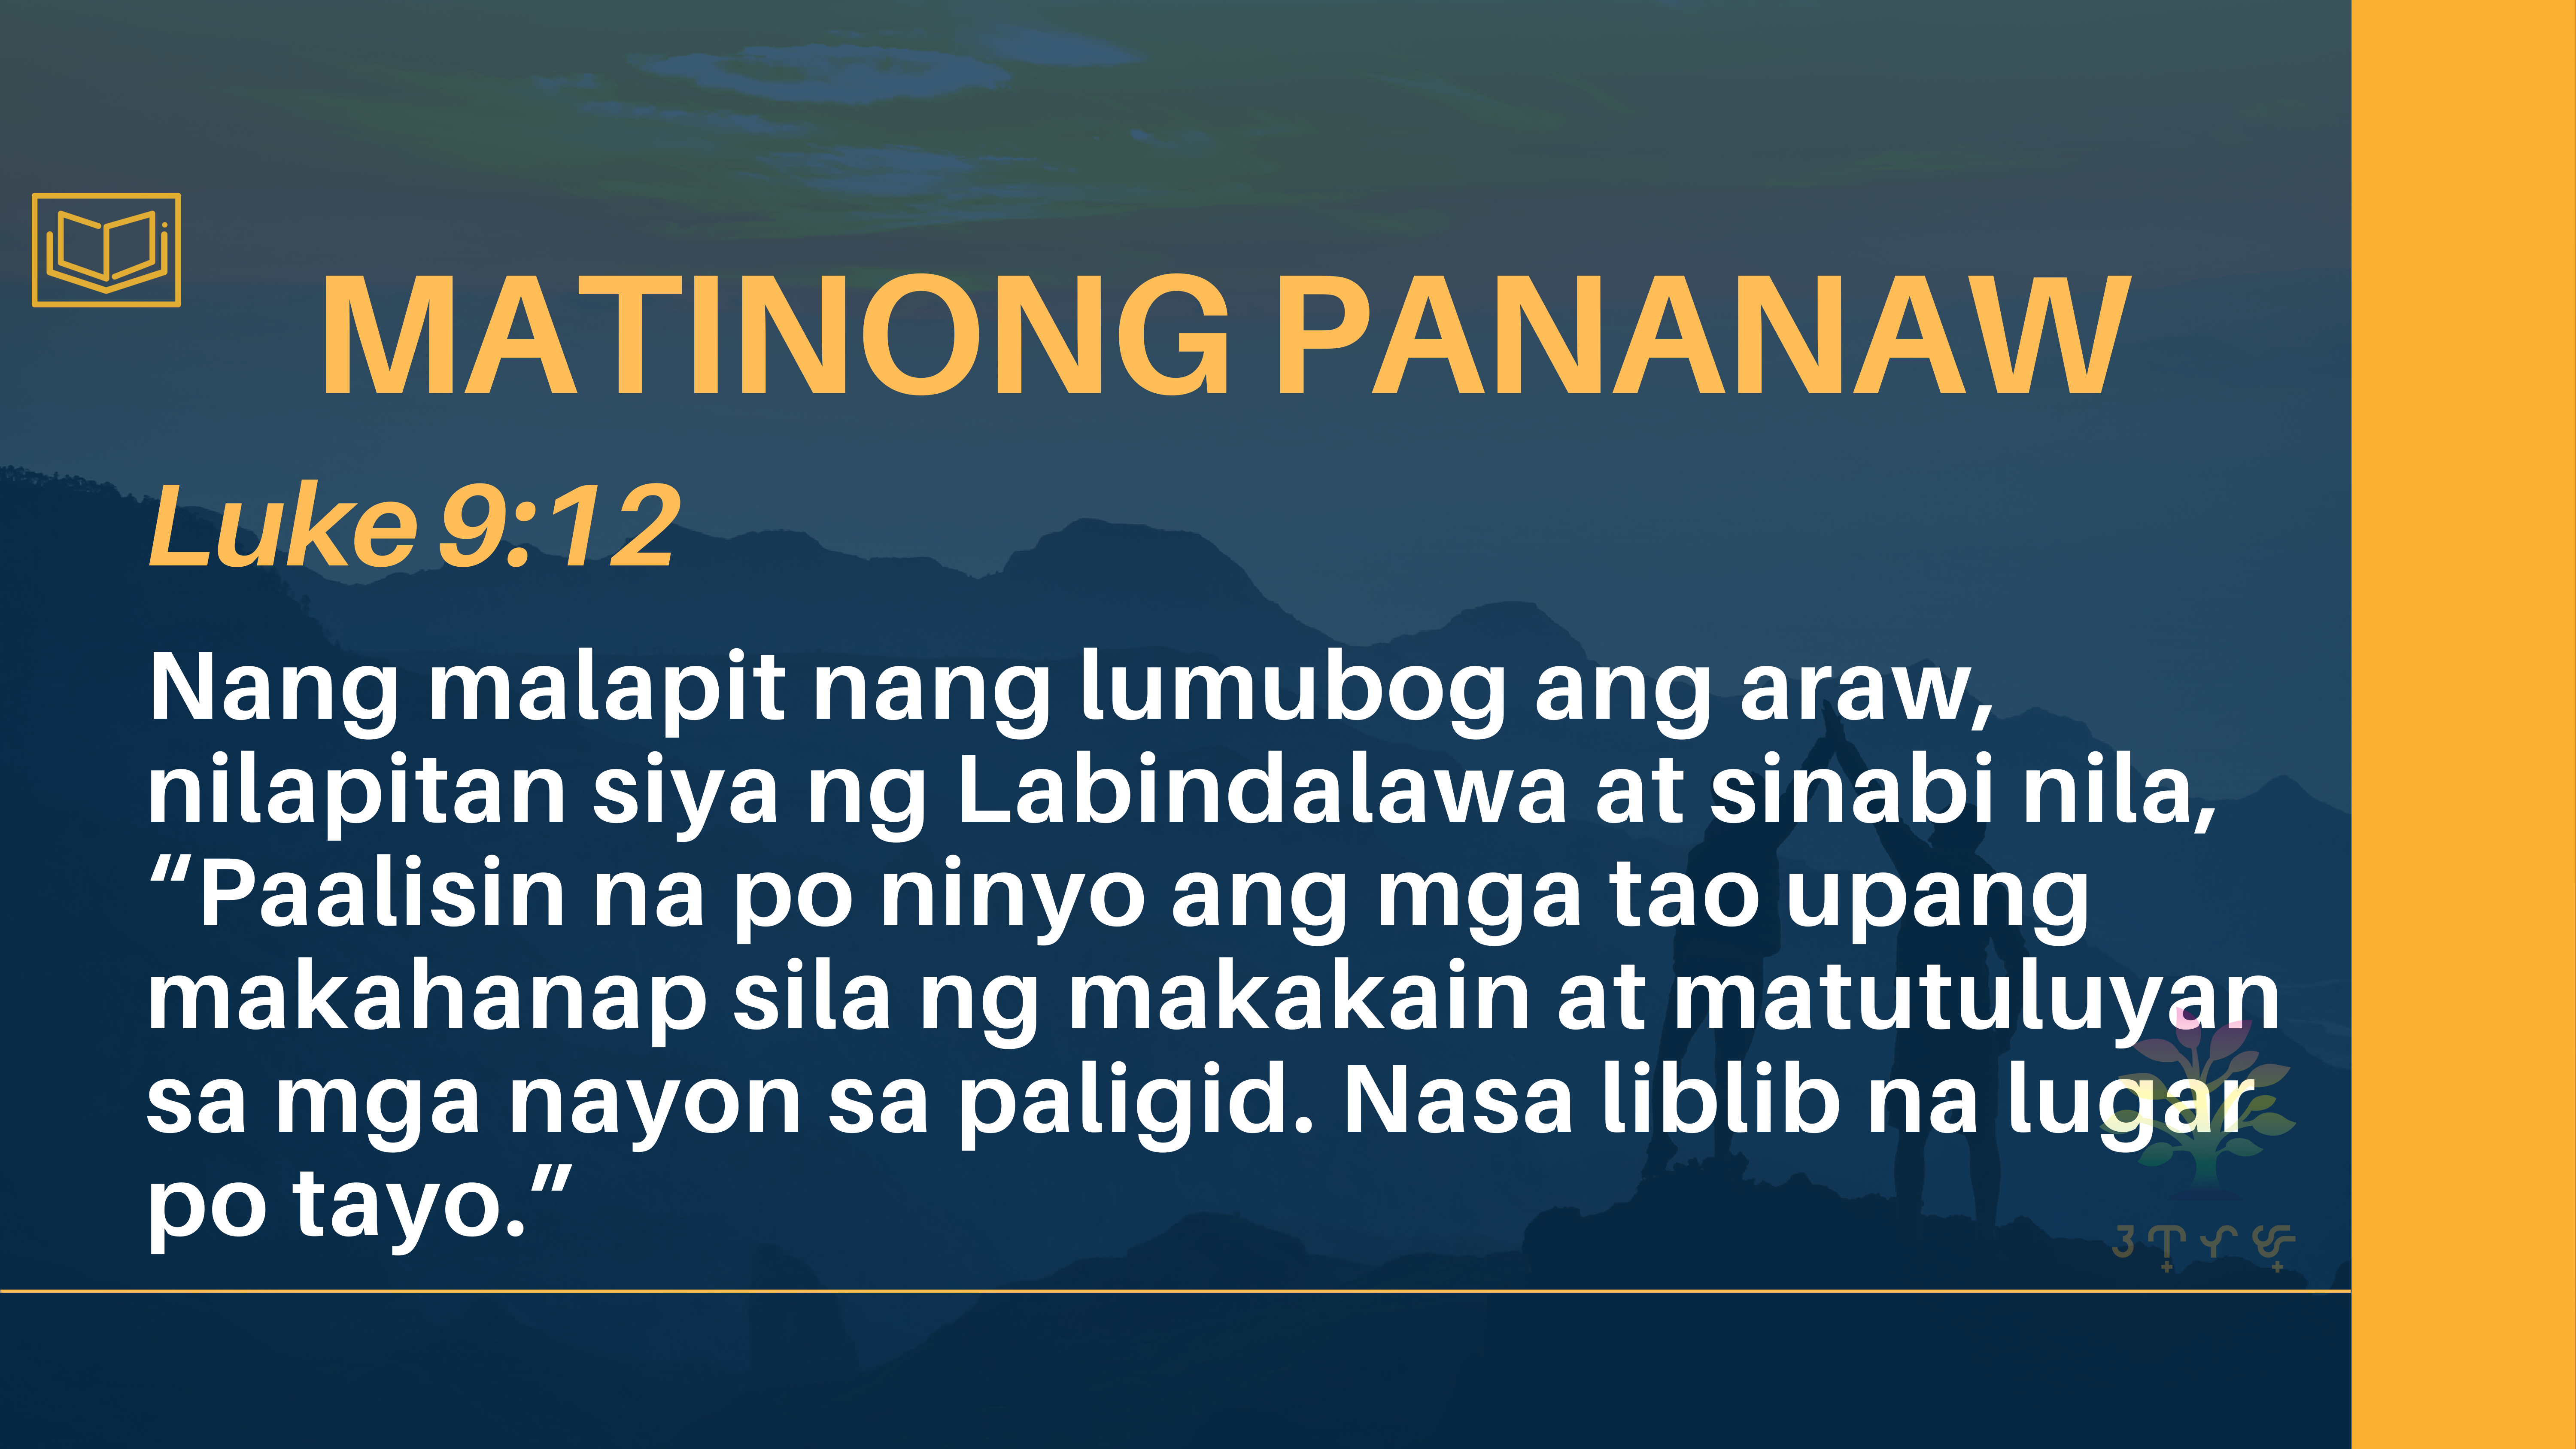 MATINONG PANANAW
Luke 9:12
Nang malapit nang lumubog ang araw,
nilapitan siya ng Labindalawa at sinabi nila,
“Paalisin na po ninyo ang mga tao upang
makahanap sila ng makakain at matutuluyan
sa mga nayon sa paligid. Nasa liblib na lugar
po tayo.”